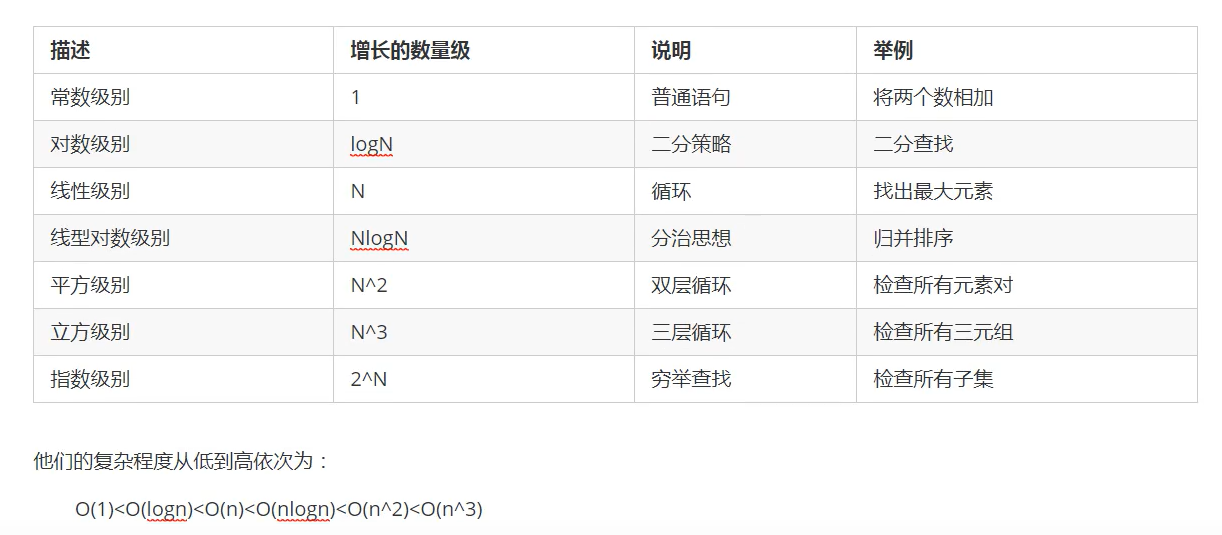 描述 增长的数量级 说明 举例
常数级别 1 普通语句 将两个数相加
对数级别 logN 二分策略 二分查找
线性级别 N 循环 找出最大元素
线型对数级别 NlogN 分治思想 归并排序
平方级别 N^2 双层循环 检查所有元素对
立方级别 N^3 三层循环 检查所有三元组
指数级别 2^N 穷举查找 检查所有子集
他们的复杂程度从低到高依次为：
O(1)<O(logn)<O(n)<O(nlogn)<O(n^2)<O(n^3)